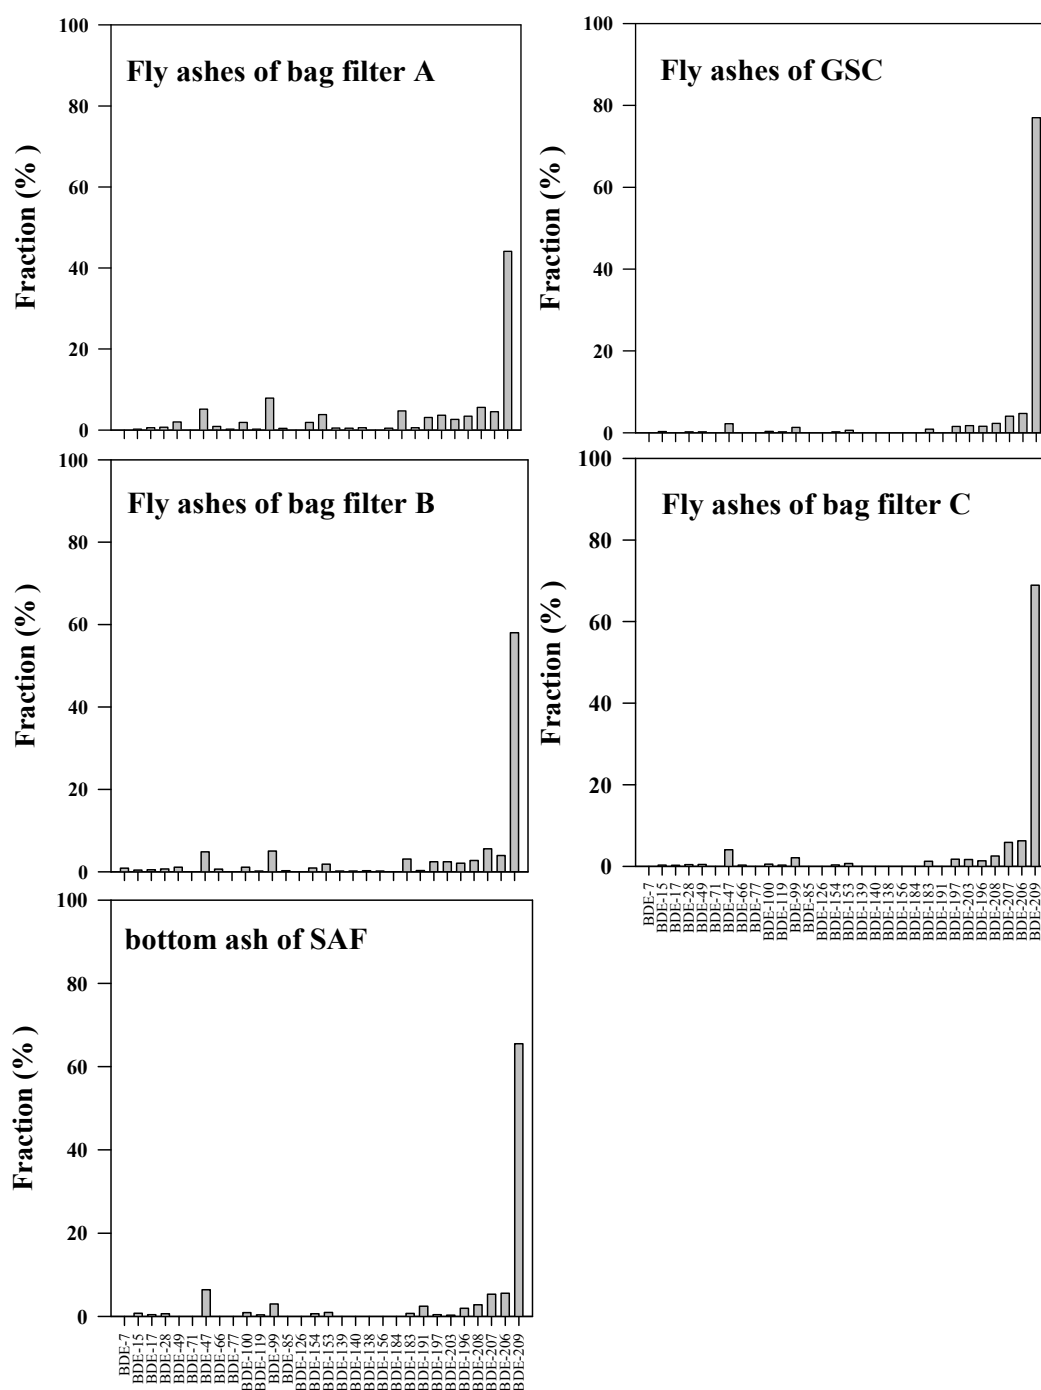 Fly ashes of bag filter A
Fraction (% )
100
80
60
40
20
0
Fly ashes of GSC
Fraction (% )
100
80
60
40
20
0
Fly ashes of bag filter B
Fraction (% )
100
80
60
40
20
0
Fly ashes of bag filter C
Fraction (% )
100
80
60
40
20
0
BDE-7
BDE-15
BDE-17
BDE-28
BDE-49
BDE-71
BDE-47
BDE-66
BDE-77
BDE-100
BDE-119
BDE-99
BDE-85
BDE-126
BDE-154
BDE-153
BDE-139
BDE-140
BDE-138
BDE-156
BDE-184
BDE-183
BDE-191
BDE-197
BDE-203
BDE-196
BDE-208
BDE-207
BDE-206
BDE-209
bottom ash of SAF
Fraction (% )
100
80
60
40
20
0
BDE-7
BDE-15
BDE-17
BDE-28
BDE-49
BDE-71
BDE-47
BDE-66
BDE-77
BDE-100
BDE-119
BDE-99
BDE-85
BDE-126
BDE-154
BDE-153
BDE-139
BDE-140
BDE-138
BDE-156
BDE-184
BDE-183
BDE-191
BDE-197
BDE-203
BDE-196
BDE-208
BDE-207
BDE-206
BDE-209